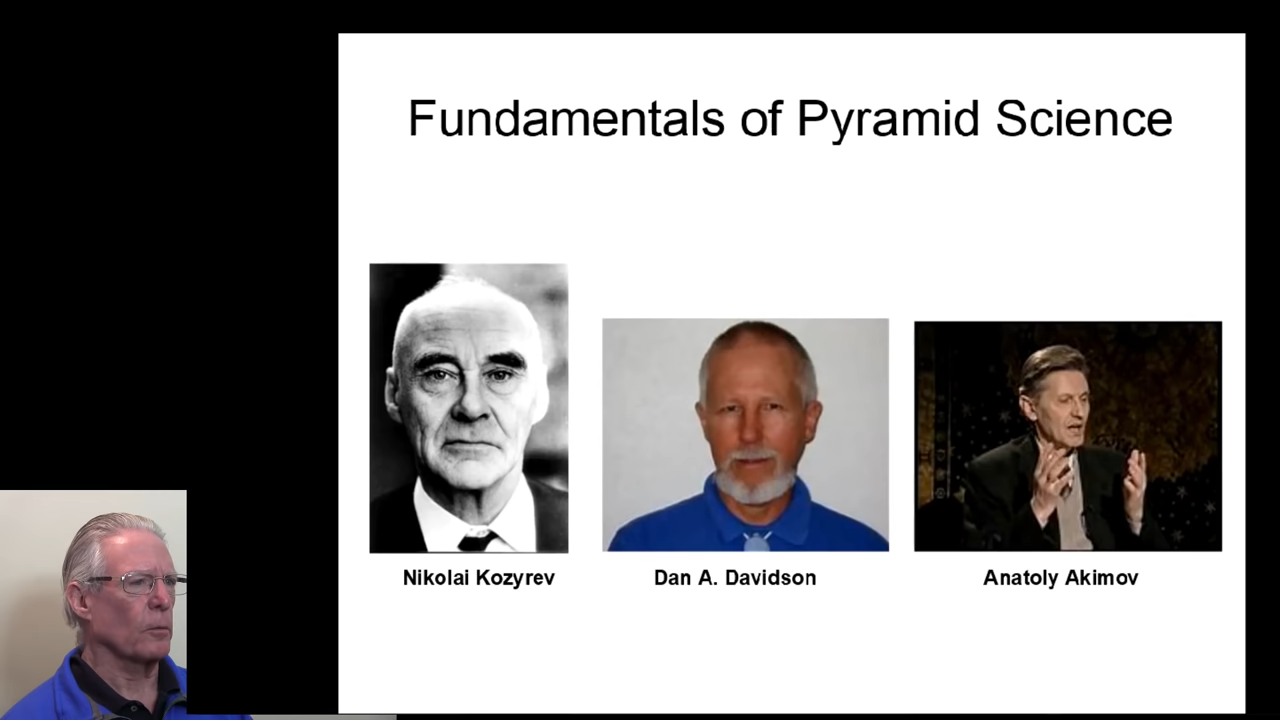 Fundamentals of Pyramid Science
Nikolai Kozyrev
Dan A. Davidson
Anatoly Akimov